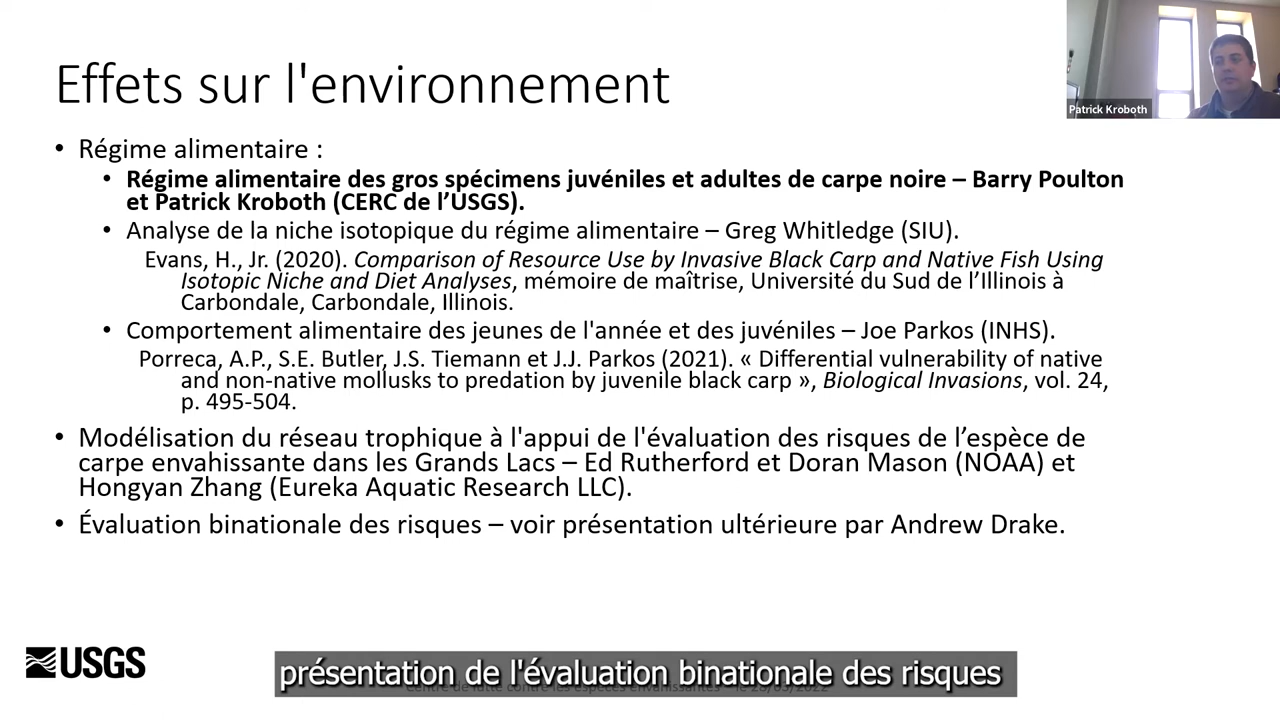 Effets sur l'environnement
Patrick Kroboth
• Régime alimentaire :
• Régime alimentaire des gros spécimens juvéniles et adultes de carpe noire – Barry Poulton
et Patrick Kroboth (CERC de l’USGS).
• Analyse de la niche isotopique du régime alimentaire – Greg Whitledge (SIU).
Evans, H., Jr. (2020). Comparison of Resource Use by Invasive Black Carp and Native Fish Using
Isotopic Niche and Diet Analyses, mémoire de maîtrise, Université du Sud de l’Illinois à
Carbondale, Carbondale, Illinois.
• Comportement alimentaire des jeunes de l'année et des juvéniles – Joe Parkos (INHS).
Porreca, A.P., S.E. Butler, J.S. Tiemann et J.J. Parkos (2021). « Differential vulnerability of native
and non-native mollusks to predation by juvenile black carp », Biological Invasions, vol. 24,
p. 495-504.
• Modélisation du réseau trophique à l'appui de l'évaluation des risques de l’espèce de
carpe envahissante dans les Grands Lacs – Ed Rutherford et Doran Mason (NOAA) et
Hongyan Zhang (Eureka Aquatic Research LLC).
• Évaluation binationale des risques – voir présentation ultérieure par Andrew Drake.
USGS
présentation de l'évaluation binationale des risques